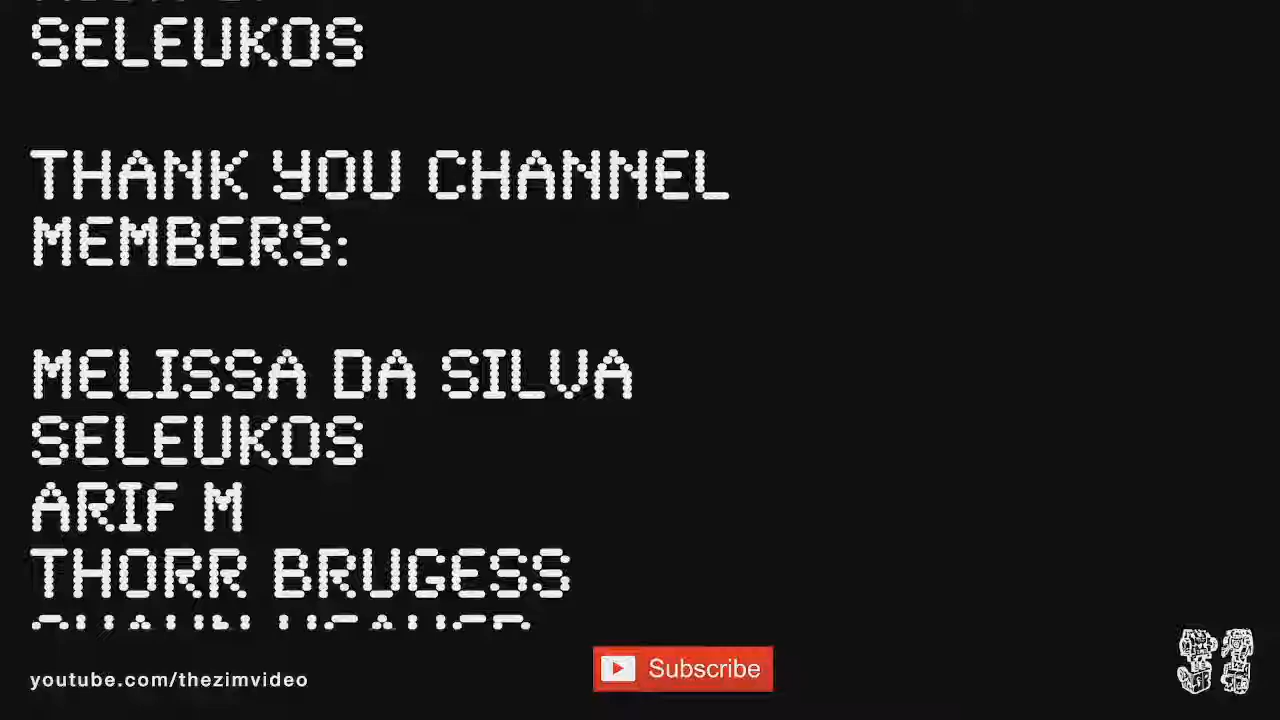 SELEUKOS
THANK YOU CHANNEL
MEMBERS:
MELISSA DA SILVA
SELEUKOS
ARIF M
THORR BRUGESS
youtube.com/thezimvideo
Subscribe